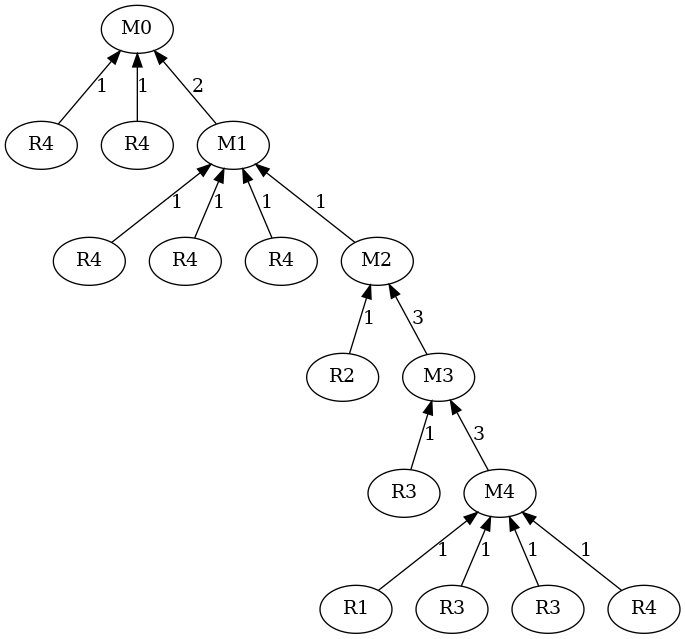 M0
1 1 2
R4 R4 M1
1 1 1 1
R4 R4 R4 M2
1 3
R2 M3
1 3
R3 M4
1 1 1 1
R1 R3 R3 R4